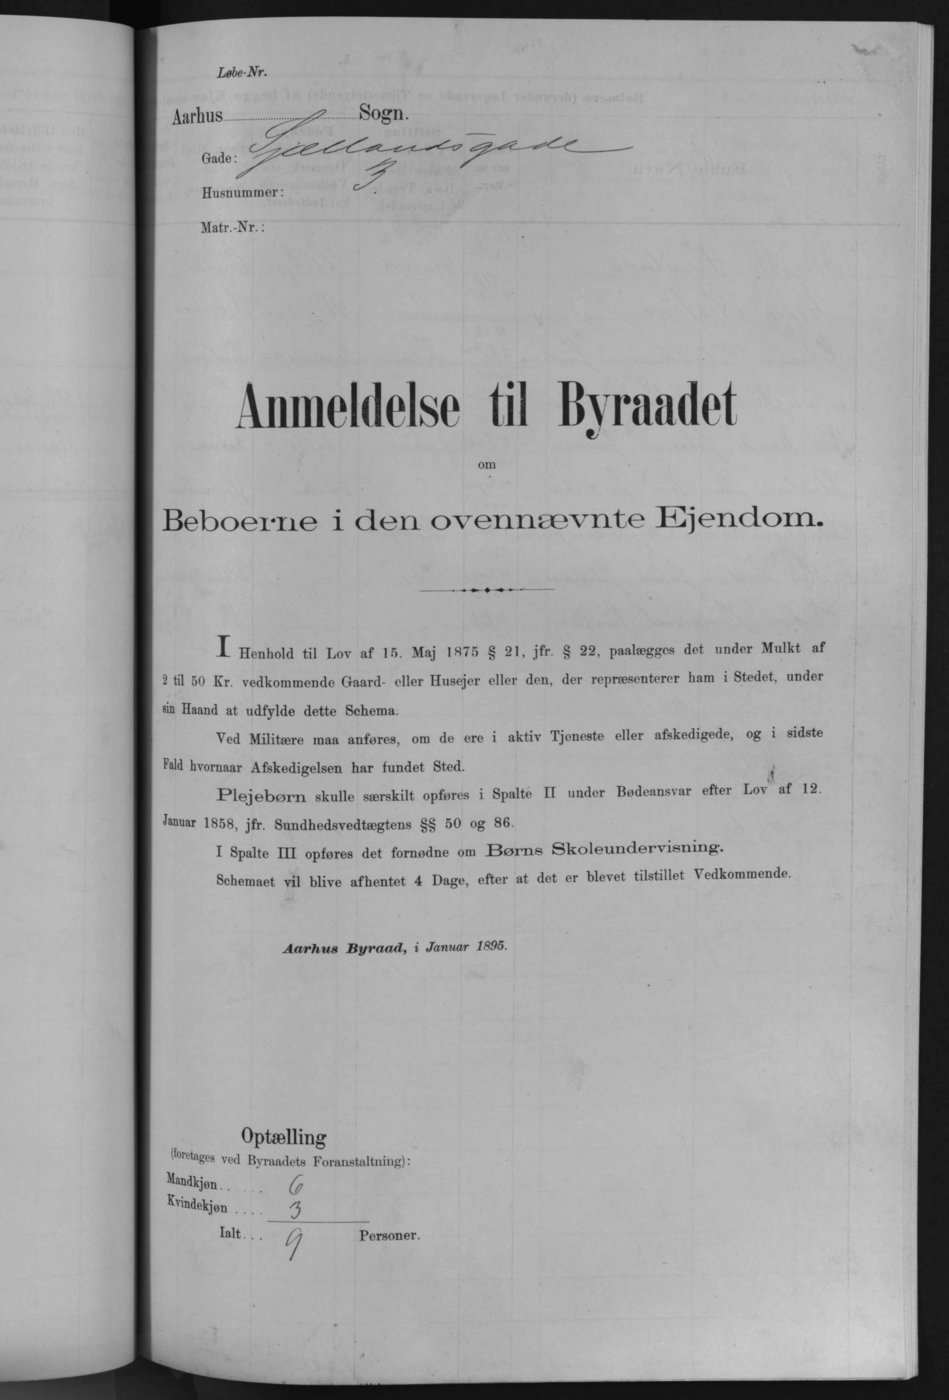 Løbe-Nr.
Aarhus Sogn.
Gade: Sjællandsgade
Husnummer: 3.
Matr.-Nr.:
Anmeldelse til Byraadet
om
Beboerne i den ovennævnte Ejendom.
I Henhold til Lov af 15. Maj 1875 § 21, jfr. § 22, paalægges det under Mulkt af
2 til 50 Kr. vedkommende Gaard- eller Husejer eller den, der repræsenterer ham i Stedet, under
sin Haand at udfylde dette Schema.
Ved Militære maa anføres, om de ere i aktiv Tjeneste eller afskedigede, og i sidste
Fald hvornaar Afskedigelsen har fundet Sted.
Plejebørn skulle særskilt opføres i Spalte II under Bødeansvar efter Lov af 12.
Januar 1858, jfr. Sundhedsvedtægtens §§ 50 og 86.
I Spalte III opføres det fornødne om Børns Skoleundervisning.
Schemaet vil blive afhentet 4 Dage, efter at det er blevet tilstillet Vedkommende.
Aarhus Byraad, i Januar 1895.
Optælling
(foretages ved Byraadets Foranstaltning):
Mandkjøn..... 6
Kvindekjøn.... 3
Ialt... 9 Personer.